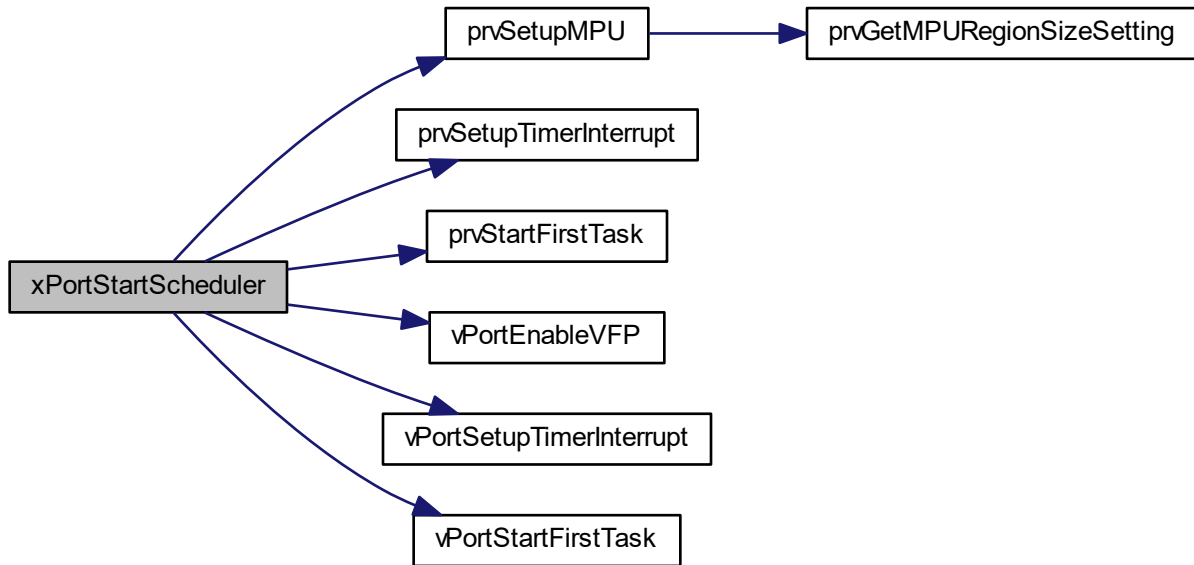 prvSetupMPU
prvGetMPURegionSizeSetting
prvSetupTimerInterrupt
prvStartFirstTask
xPortStartScheduler
vPortEnableVFP
vPortSetupTimerInterrupt
vPortStartFirstTask